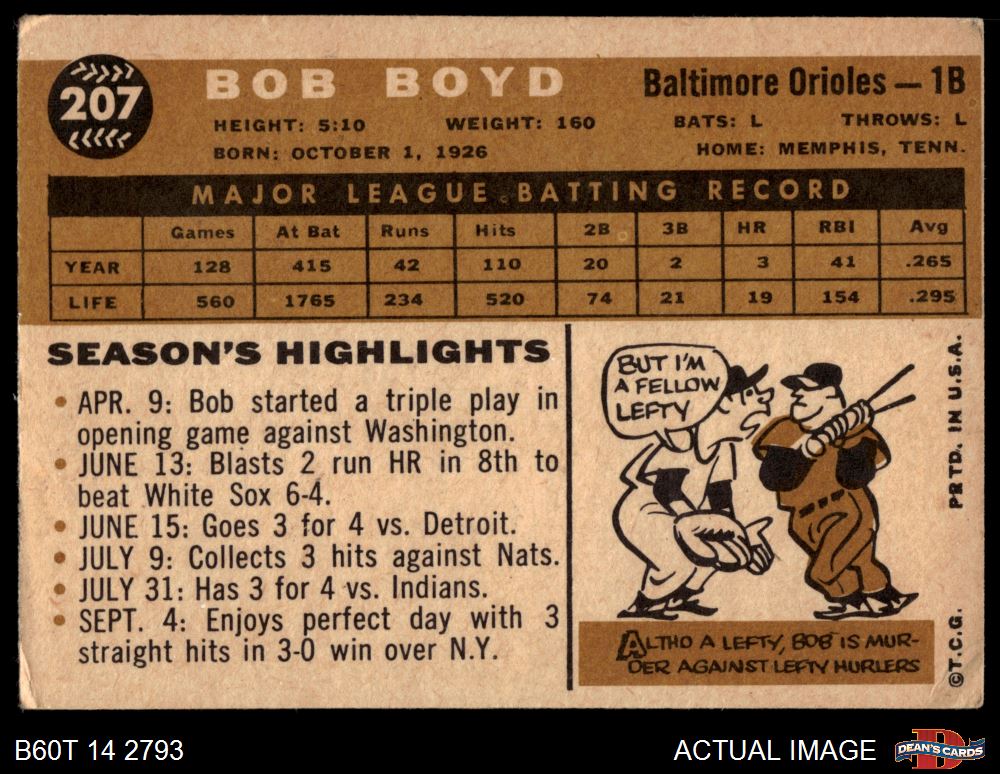 207
BOB BOYD
Baltimore Orioles — 1B
HEIGHT: 5:10 WEIGHT: 160 BATS: L THROWS: L
BORN: OCTOBER 1, 1926 HOME: MEMPHIS, TENN.
MAJOR LEAGUE BATTING RECORD
Games At Bat Runs Hits 2B 3B HR RBI Avg
YEAR 128 415 42 110 20 2 3 41 .265
LIFE 560 1765 234 520 74 21 19 154 .295
SEASON'S HIGHLIGHTS
• APR. 9: Bob started a triple play in
opening game against Washington.
• JUNE 13: Blasts 2 run HR in 8th to
beat White Sox 6-4.
• JUNE 15: Goes 3 for 4 vs. Detroit.
• JULY 9: Collects 3 hits against Nats.
• JULY 31: Has 3 for 4 vs. Indians.
• SEPT. 4: Enjoys perfect day with 3
straight hits in 3-0 win over N.Y.
BUT I'M
A FELLOW
LEFTY
ALTHO A LEFTY, BOB IS MUR-
DER AGAINST LEFTY HURLERS
PRTD. IN U.S.A.
©T.C.G.
B60T 14 2793
ACTUAL IMAGE
DEAN'S CARDS